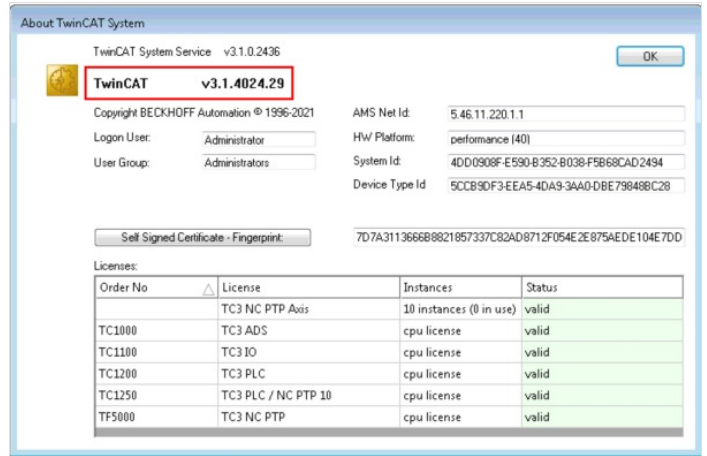 About TwinCAT System
TwinCAT System Service v3.1.0.2436
OK
TwinCAT v3.1.4024.29
Copyright BECKHOFF Automation © 1996-2021
AMS Net Id: 5.46.11.220.1.1
Logon User: Administrator
HW Platform: performance (40)
User Group: Administrators
System Id: 4DD0908F-E590-B352-B038-F5B68CAD2494
Device Type Id 5CCB9DF3-EEA5-4DA9-3AA0-DBE79848BC28
Self Signed Certificate - Fingerprint: 7D7A3113666B8821857337C82AD8712F054E2E875AEDE104E7DD
Licenses:
Order No License Instances Status
TC3 NC PTP Axis 10 instances (0 in use) valid
TC1000 TC3 ADS cpu license valid
TC1100 TC3 IO cpu license valid
TC1200 TC3 PLC cpu license valid
TC1250 TC3 PLC / NC PTP 10 cpu license valid
TF5000 TC3 NC PTP cpu license valid